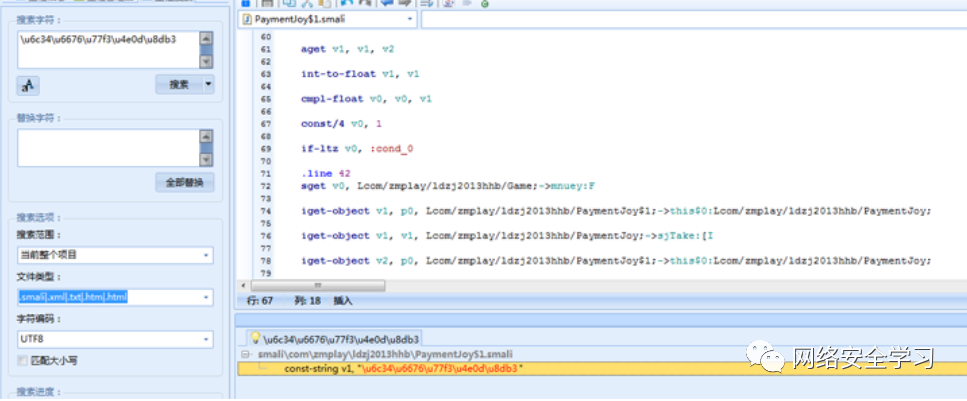 搜索字符：
\u6c34\u6676\u77f3\u4e0d\u8db3
搜索
替换字符：
全部替换
搜索选项：
搜索范围：
当前整个项目
文件类型：
.smali|.xml|.txt|.htm|.html
字符编码：
UTF8
匹配大小写
搜索进度：
PaymentJoy$1.smali
60
61 aget v1, v1, v2
62
63 int-to-float v1, v1
64
65 cmpl-float v0, v0, v1
66
67 const/4 v0, 1
68
69 if-ltz v0, :cond_0
70
71 .line 42
72 sget v0, Lcom/zmplay/ldzj2013hhb/Game;->mnuey:F
73
74 iget-object v1, p0, Lcom/zmplay/ldzj2013hhb/PaymentJoy$1;->this$0:Lcom/zmplay/ldzj2013hhb/PaymentJoy;
75
76 iget-object v1, v1, Lcom/zmplay/ldzj2013hhb/PaymentJoy;->sjTake:[I
77
78 iget-object v2, p0, Lcom/zmplay/ldzj2013hhb/PaymentJoy$1;->this$0:Lcom/zmplay/ldzj2013hhb/PaymentJoy;
79
行: 67 列: 18 插入
\u6c34\u6676\u77f3\u4e0d\u8db3
smali\com\zmplay\ldzj2013hhb\PaymentJoy$1.smali
const-string v1, "\u6c34\u6676\u77f3\u4e0d\u8db3"
网络安全学习